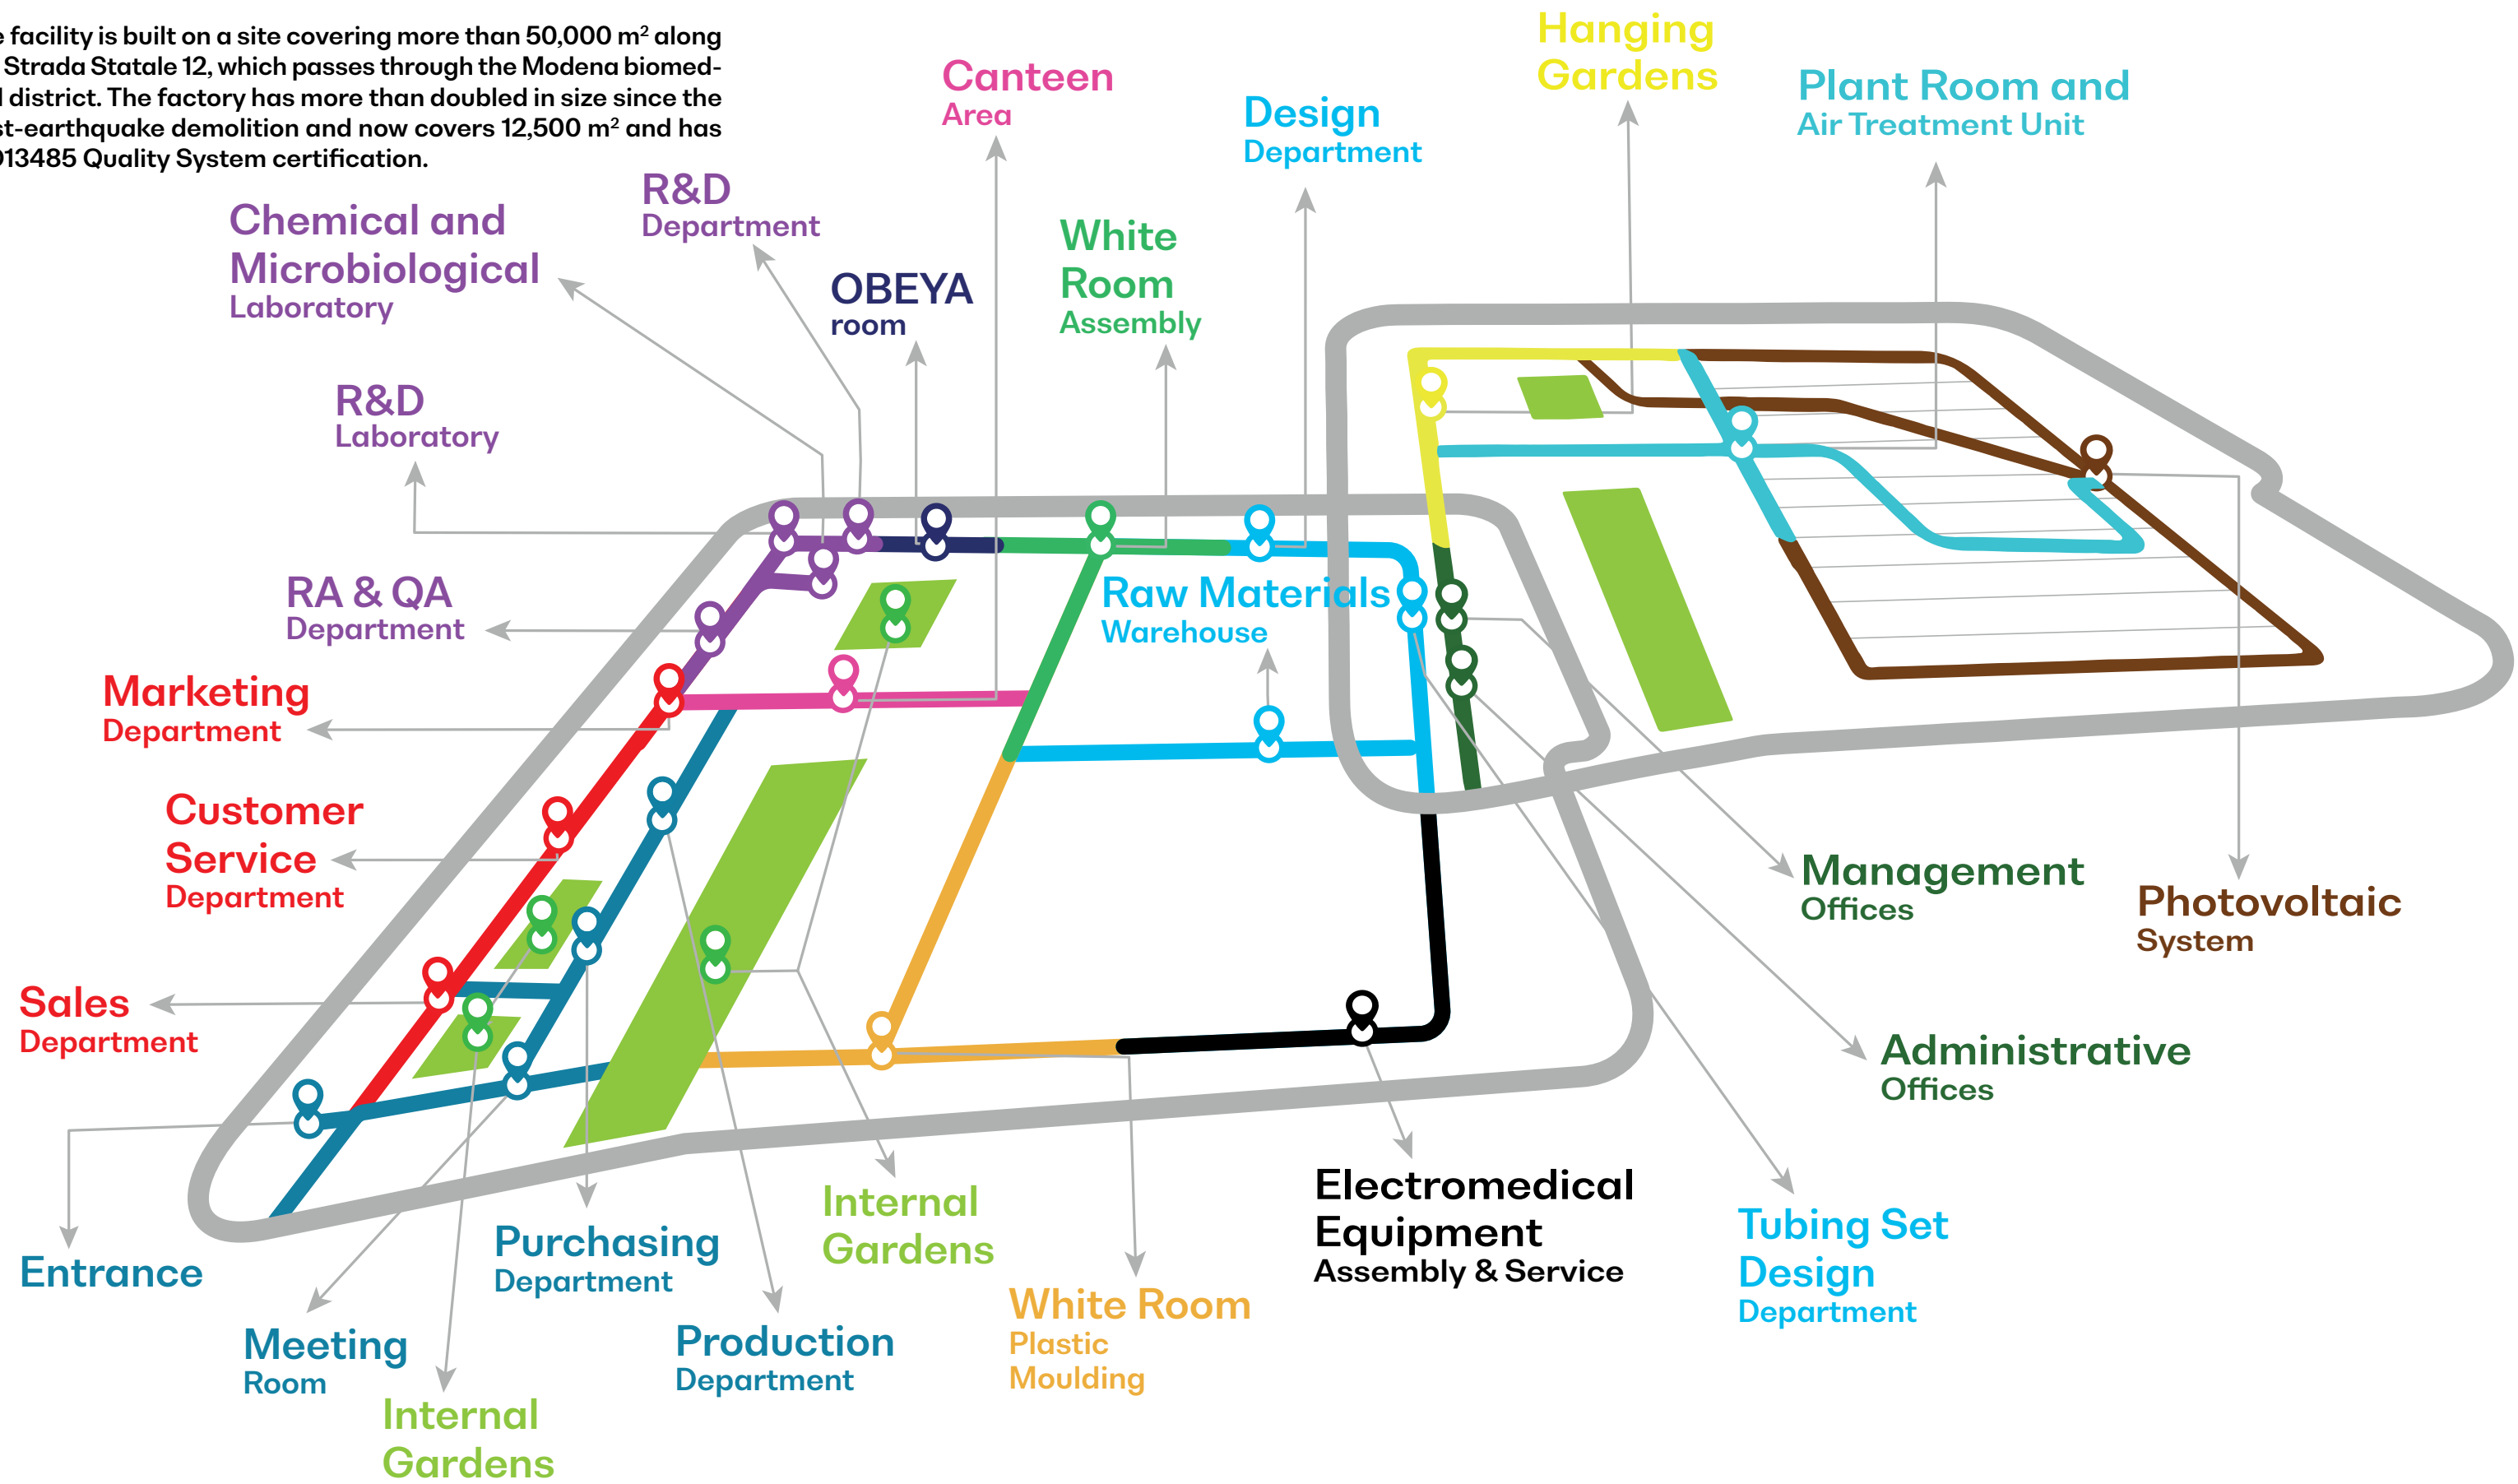 facility is built on a site covering more than 50,000 m² along
Strada Statale 12, which passes through the Modena biomed-
district. The factory has more than doubled in size since the
st-earthquake demolition and now covers 12,500 m² and has
13485 Quality System certification.
Hanging
Gardens
Canteen
Area
Plant Room and
Air Treatment Unit
Design
Department
R&D
Department
Chemical and
Microbiological
Laboratory
White
Room
Assembly
OBEYA
room
R&D
Laboratory
RA & QA
Department
Raw Materials
Warehouse
Marketing
Department
Customer
Service
Department
Management
Offices
Photovoltaic
System
Sales
Department
Administrative
Offices
Electromedical
Equipment
Assembly & Service
Internal
Gardens
Tubing Set
Design
Department
Purchasing
Department
Entrance
White Room
Plastic
Moulding
Meeting
Room
Production
Department
Internal
Gardens